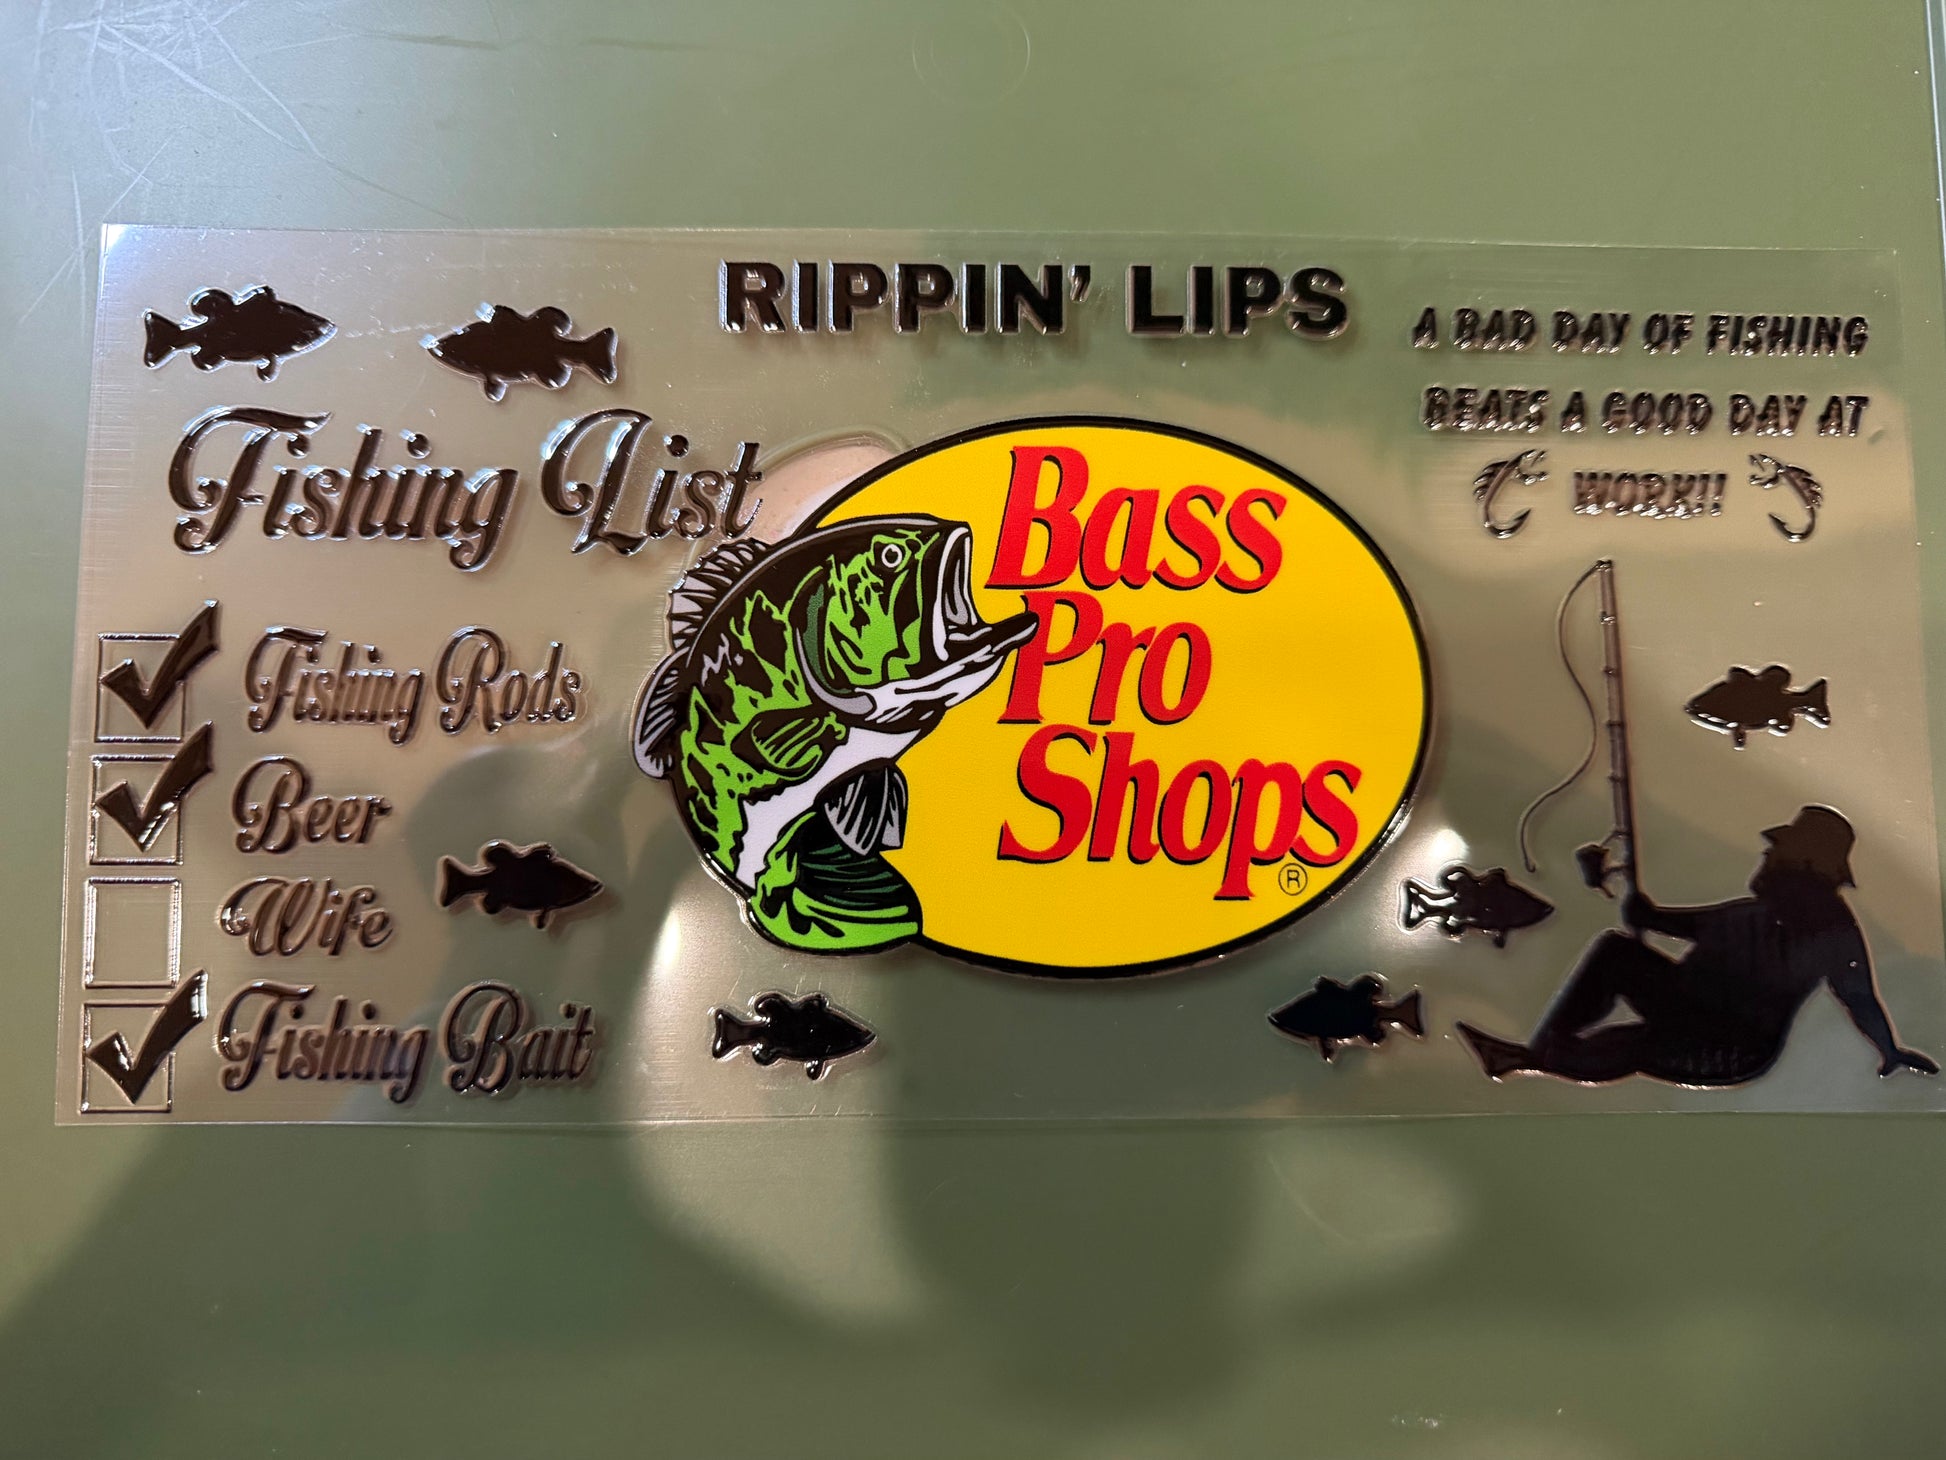 RIPPIN' LIPS
Fishing List
Fishing Rods
Beer
Wife
Fishing Bait
Bass
Pro
Shops
®
A BAD DAY OF FISHING
BEATS A GOOD DAY AT
WORK!!